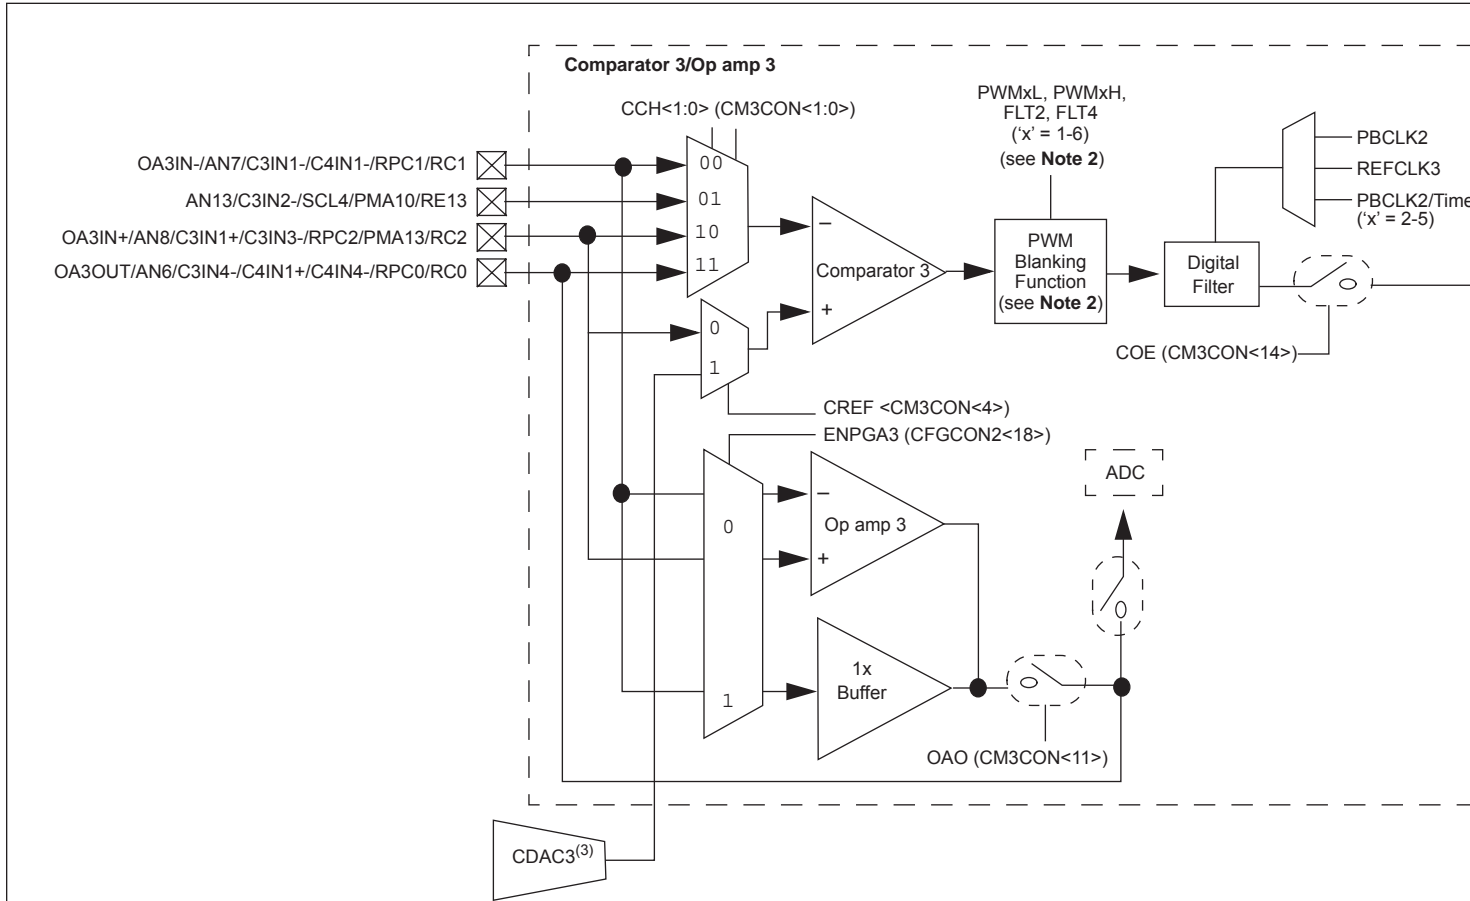 Comparator 3/Op amp 3
CCH<1:0> (CM3CON<1:0>)
PWMxL, PWMxH,
FLT2, FLT4
(‘x’ = 1-6)
(see Note 2)
PBCLK2
REFCLK3
PBCLK2/Time
(‘x’ = 2-5)
OA3IN-/AN7/C3IN1-/C4IN1-/RPC1/RC1
AN13/C3IN2-/SCL4/PMA10/RE13
OA3IN+/AN8/C3IN1+/C3IN3-/RPC2/PMA13/RC2
OA3OUT/AN6/C3IN4-/C4IN1+/C4IN4-/RPC0/RC0
00
01
10
11
–
Comparator 3
+
PWM
Blanking
Function
(see Note 2)
Digital
Filter
0
1
COE (CM3CON<14>)
CREF <CM3CON<4>)
ENPGA3 (CFGCON2<18>)
ADC
–
Op amp 3
+
0
1
1x
Buffer
OAO (CM3CON<11>)
CDAC3(3)